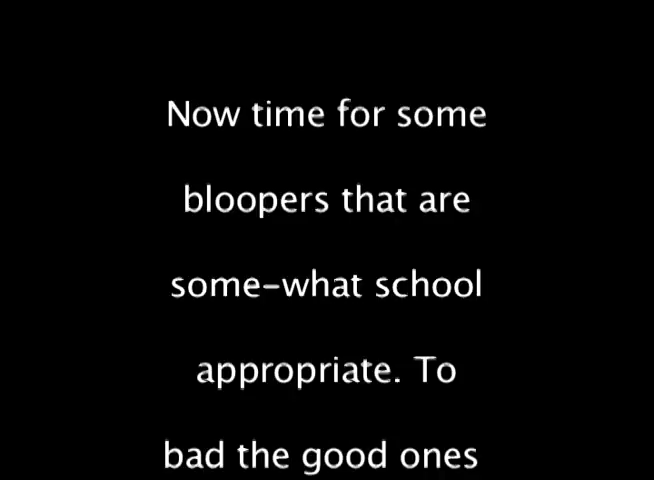 Now time for some
bloopers that are
some-what school
appropriate. To
bad the good ones